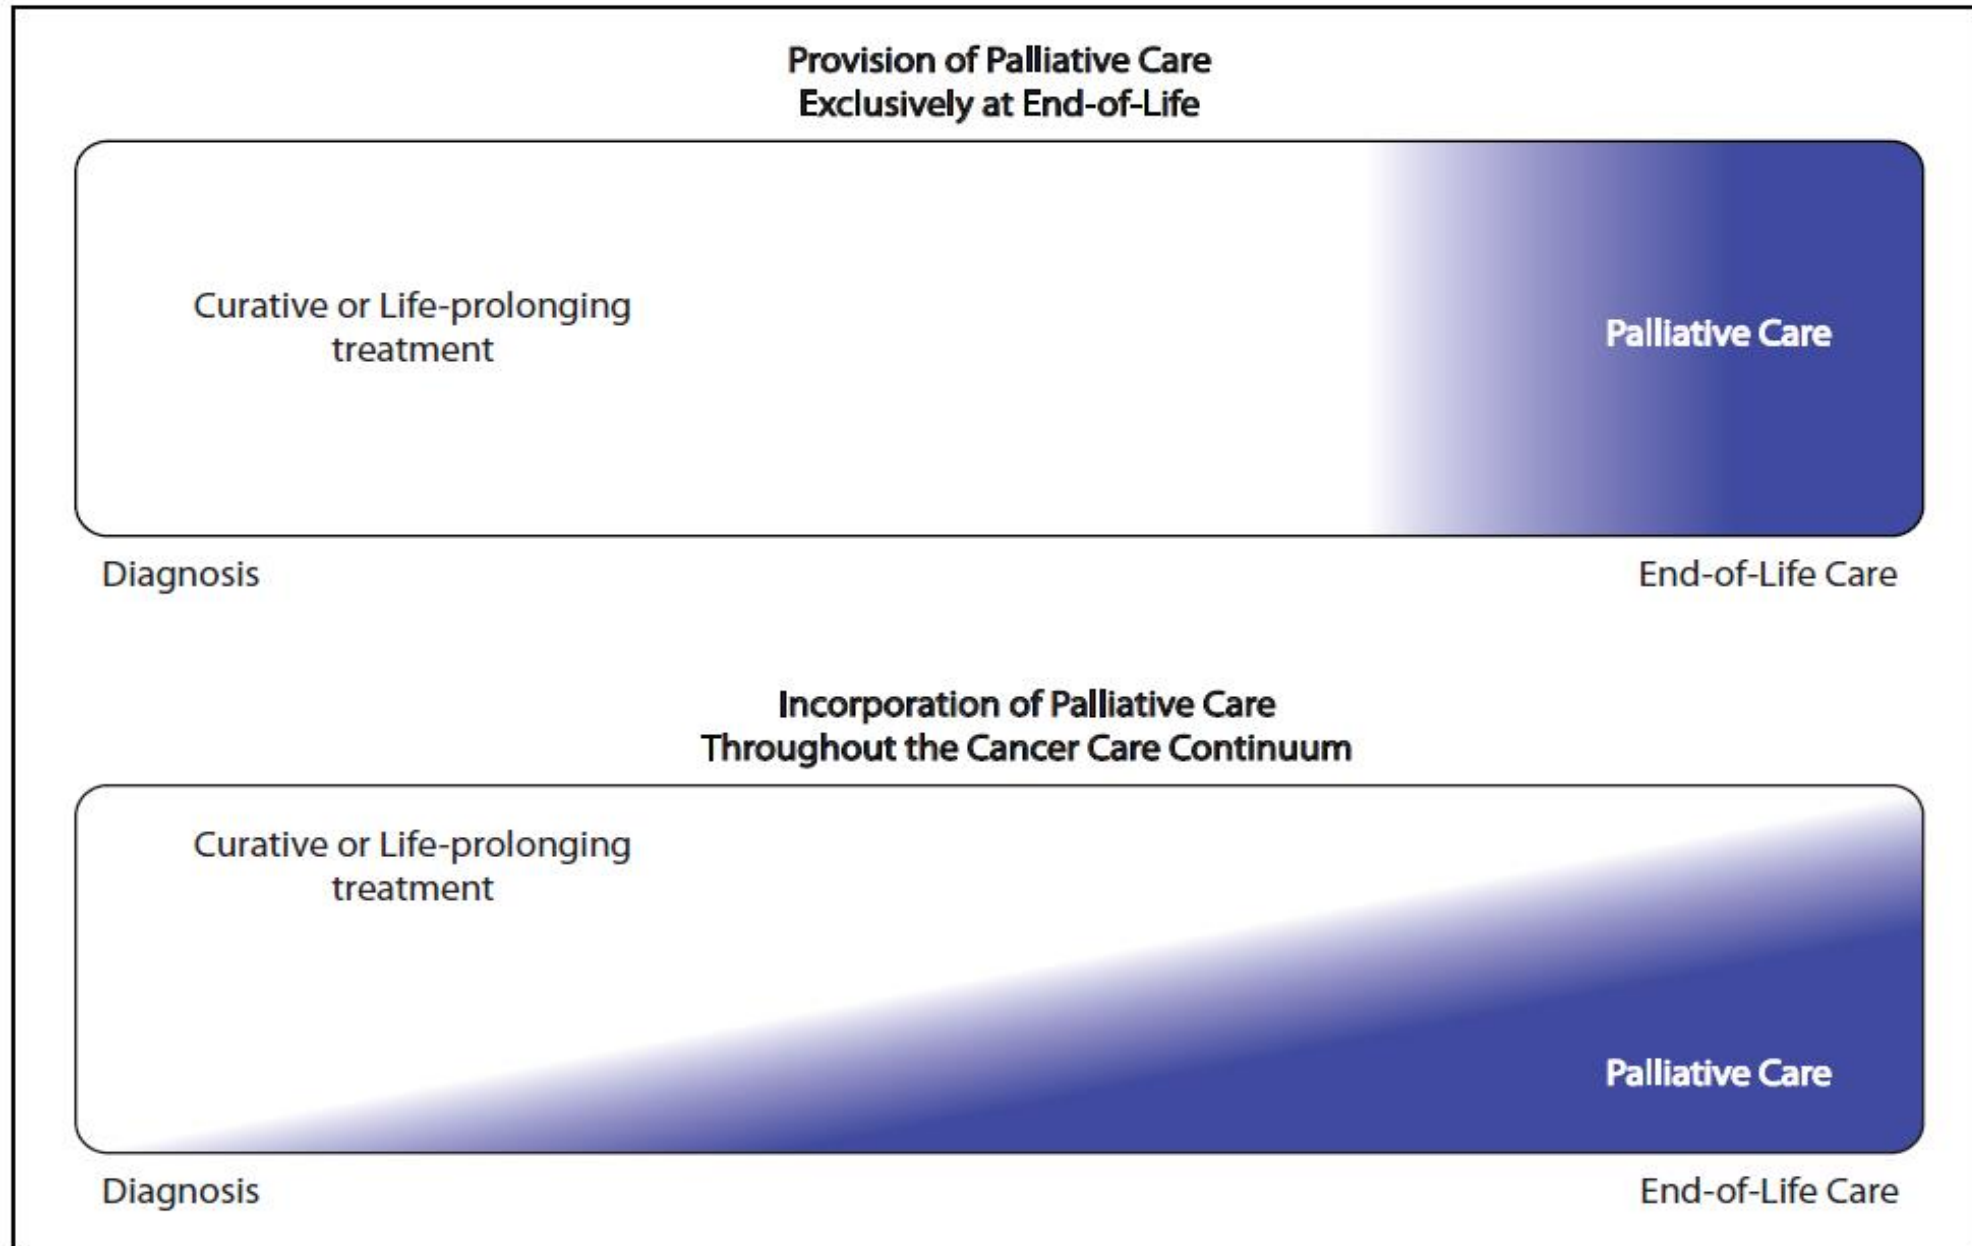 Provision of Palliative Care
Exclusively at End-of-Life
Curative or Life-prolonging
treatment
Palliative Care
Diagnosis
End-of-Life Care
Incorporation of Palliative Care
Throughout the Cancer Care Continuum
Curative or Life-prolonging
treatment
Palliative Care
Diagnosis
End-of-Life Care